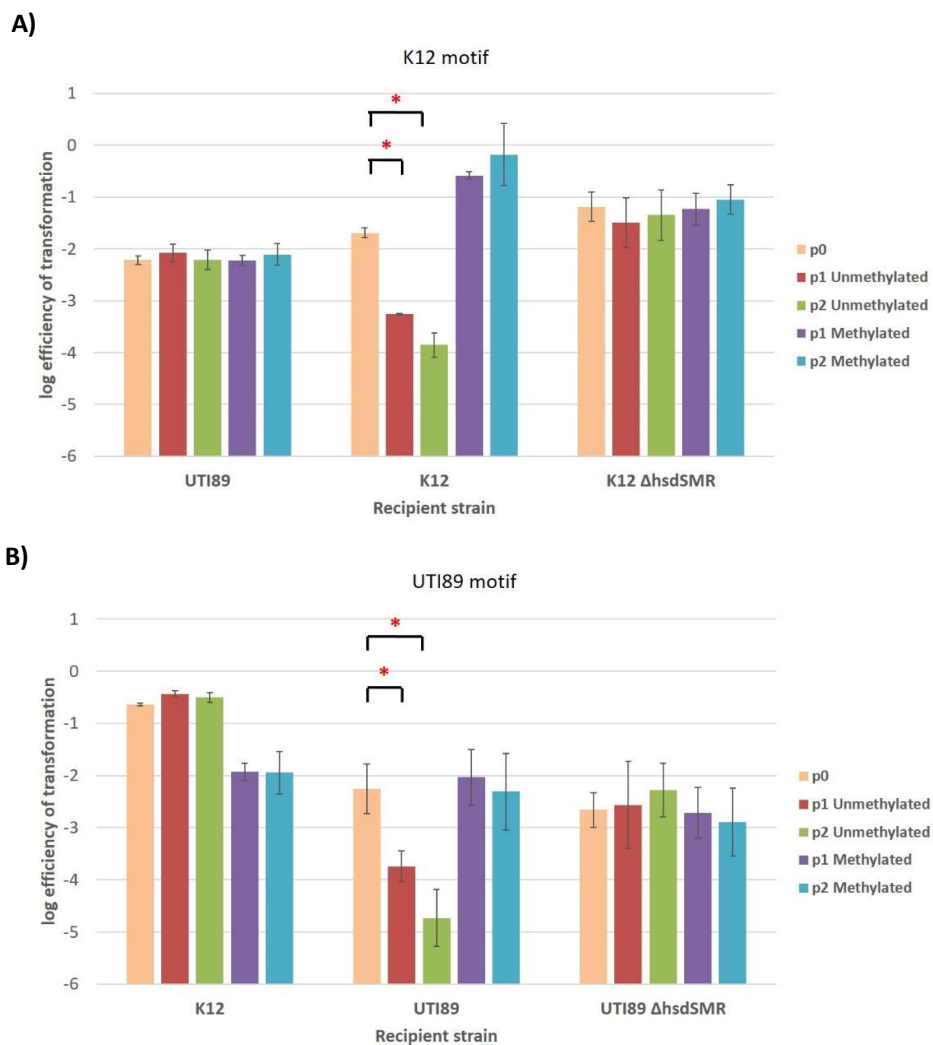 A)
K12 motif
log efficiency of transformation
1
0
-1
-2
-3
-4
-5
-6
*
*
UTI89
K12
K12 ΔhsdSMR
Recipient strain
p0
p1 Unmethylated
p2 Unmethylated
p1 Methylated
p2 Methylated
B)
UTI89 motif
log efficiency of transformation
1
0
-1
-2
-3
-4
-5
-6
*
*
K12
UTI89
UTI89 ΔhsdSMR
Recipient strain
p0
p1 Unmethylated
p2 Unmethylated
p1 Methylated
p2 Methylated